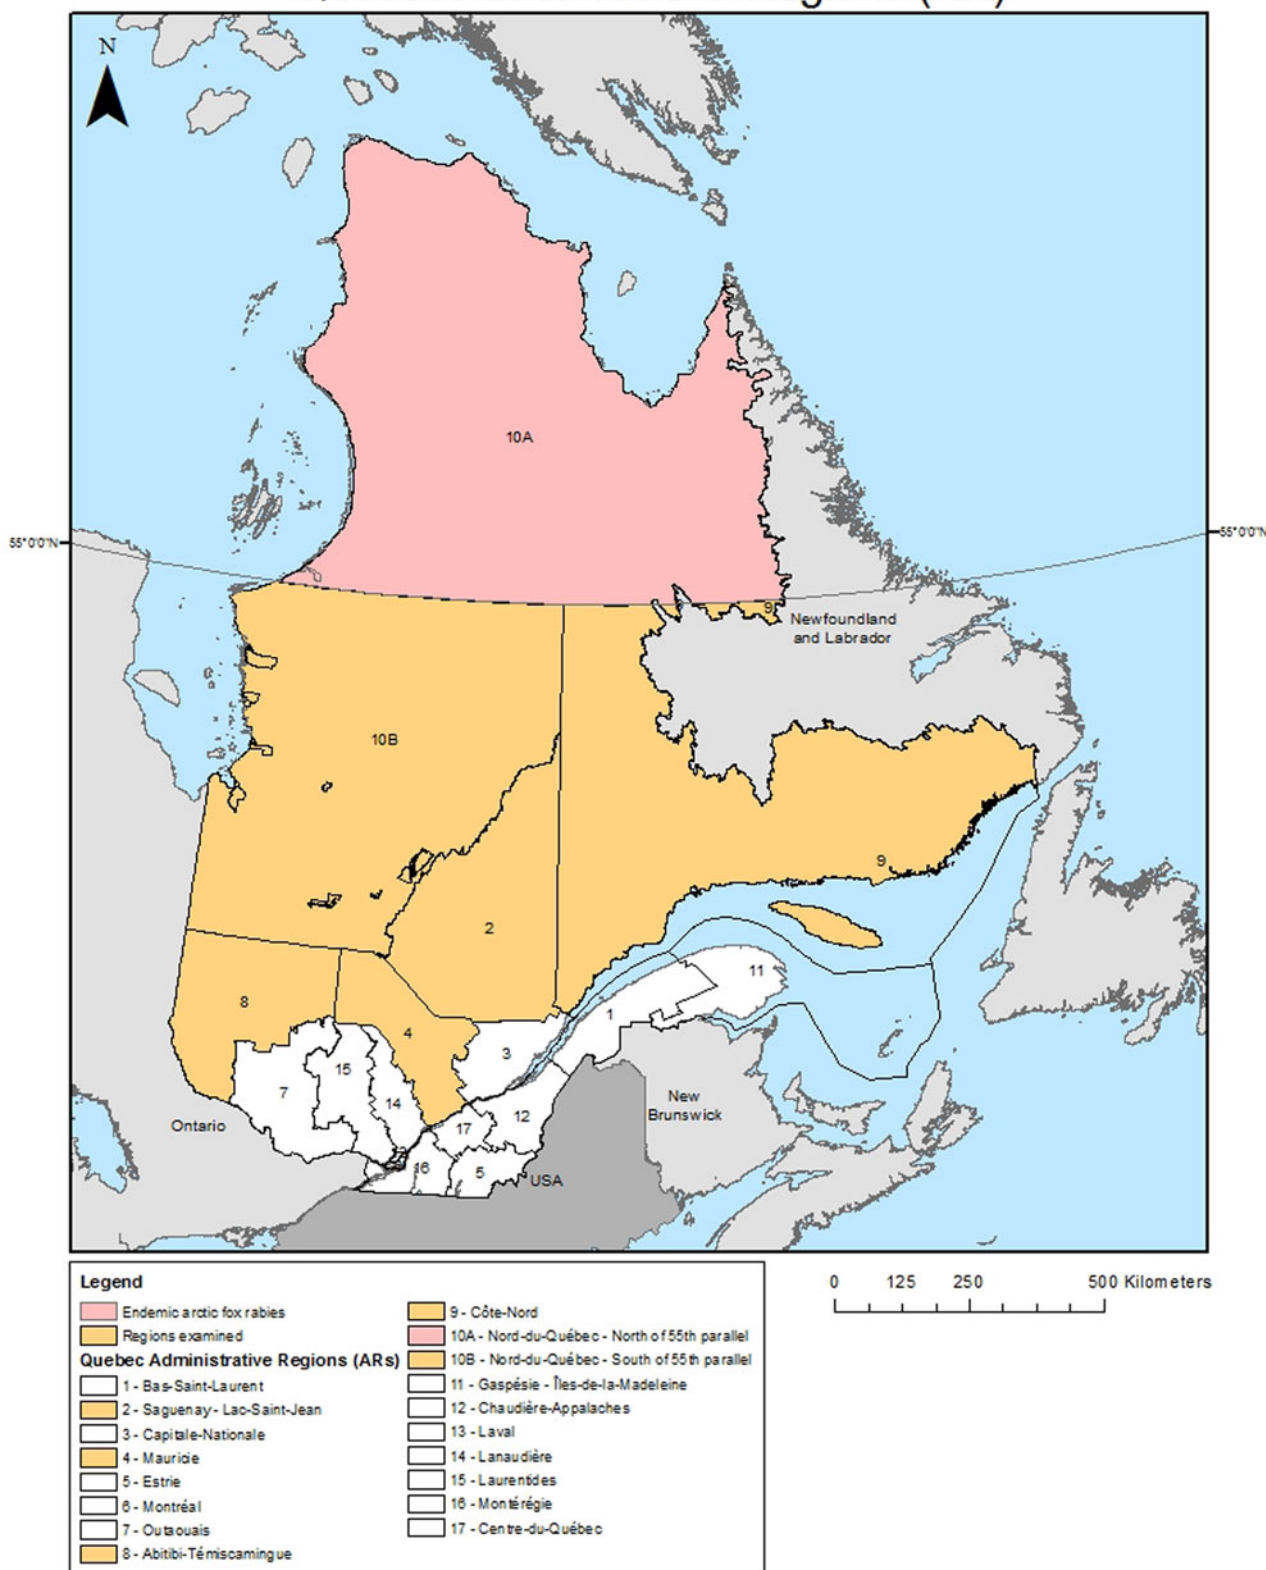 N
10A
55°0'0"N
55°0'0"N
9
Newfoundland
and Labrador
10B
9
2
11
8
1
4
3
15
7
14
New
Brunswick
12
Ontario
17
16
5
USA
Legend
Endemic arctic fox rabies
Regions examined
Quebec Administrative Regions (ARs)
1 - Bas-Saint-Laurent
2 - Saguenay - Lac-Saint-Jean
3 - Capitale-Nationale
4 - Mauricie
5 - Estrie
6 - Montréal
7 - Outaouais
8 - Abitibi-Témiscamingue
9 - Côte-Nord
10A - Nord-du-Québec - North of 55th parallel
10B - Nord-du-Québec - South of 55th parallel
11 - Gaspésie - Îles-de-la-Madeleine
12 - Chaudière-Appalaches
13 - Laval
14 - Lanaudière
15 - Laurentides
16 - Montérégie
17 - Centre-du-Québec
0 125 250 500 Kilometers